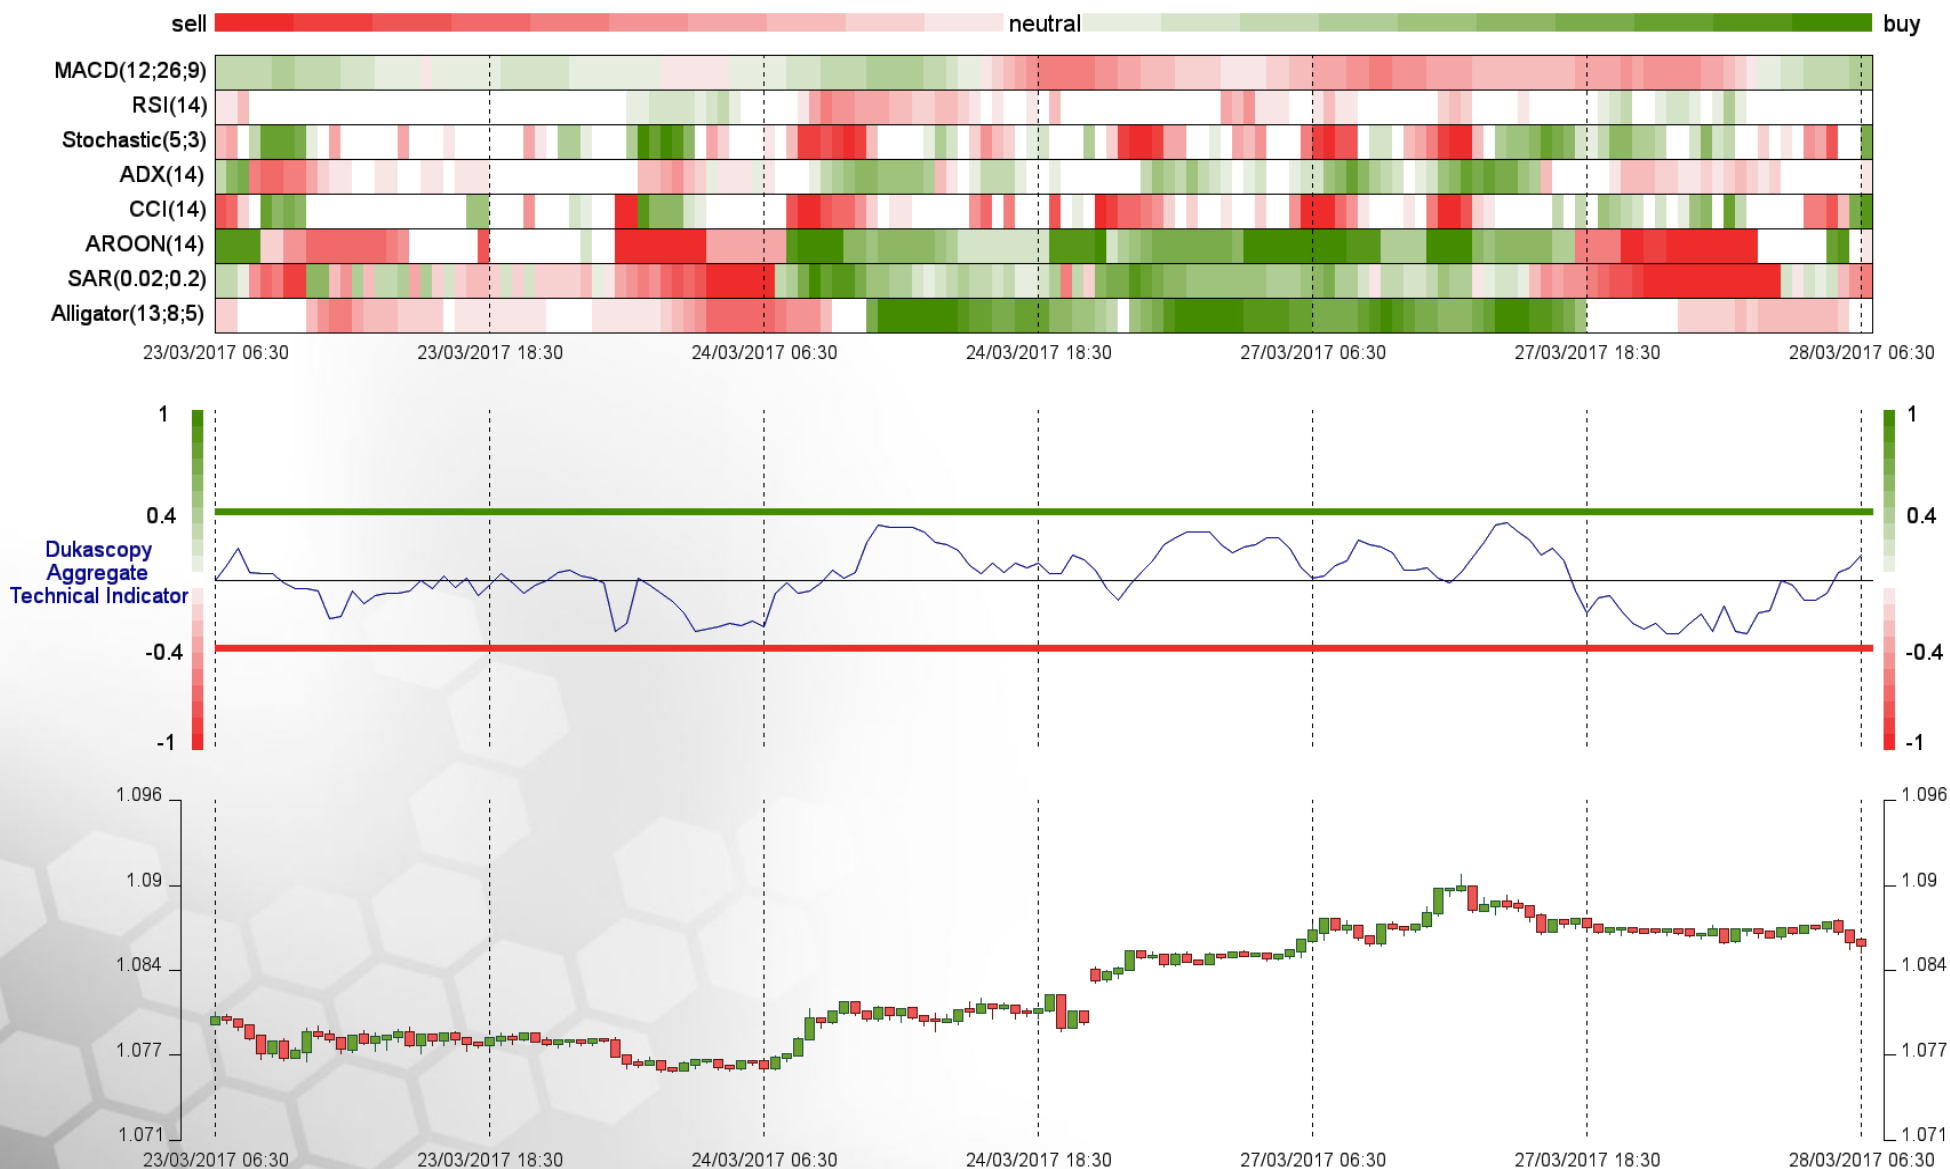 sell neutral buy
MACD(12;26;9)
RSI(14)
Stochastic(5;3)
ADX(14)
CCI(14)
AROON(14)
SAR(0.02;0.2)
Alligator(13;8;5)
23/03/2017 06:30 23/03/2017 18:30 24/03/2017 06:30 24/03/2017 18:30 27/03/2017 06:30 27/03/2017 18:30 28/03/2017 06:30
1 1
0.4 0.4
Dukascopy
Aggregate
Technical Indicator
-0.4 -0.4
-1 -1
1.096 1.096
1.09 1.09
1.084 1.084
1.077 1.077
1.071 1.071
23/03/2017 06:30 23/03/2017 18:30 24/03/2017 06:30 24/03/2017 18:30 27/03/2017 06:30 27/03/2017 18:30 28/03/2017 06:30